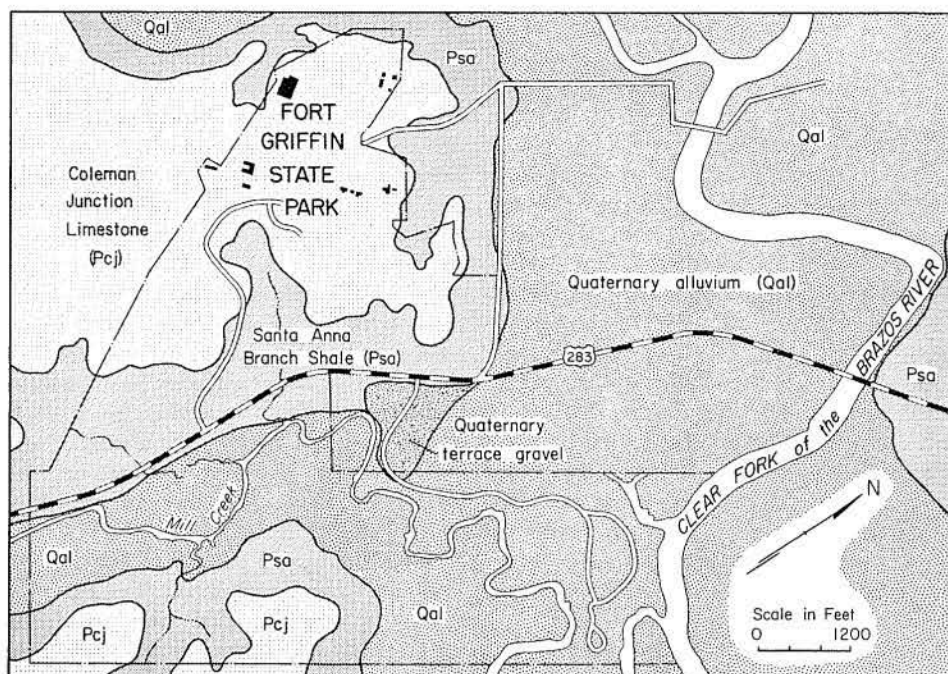 Qal
Psa
FORT
GRIFFIN
STATE
PARK
Qal
Coleman
Junction
Limestone
(Pcj)
Quaternary alluvium (Qal)
BRAZOS RIVER
Santa Anna
Branch Shale (Psa)
283
Psa
Quaternary
terrace gravel
CLEAR FORK of the
N
Mill Creek
Qal
Psa
Qal
Pcj
Pcj
Scale in Feet
0 1200